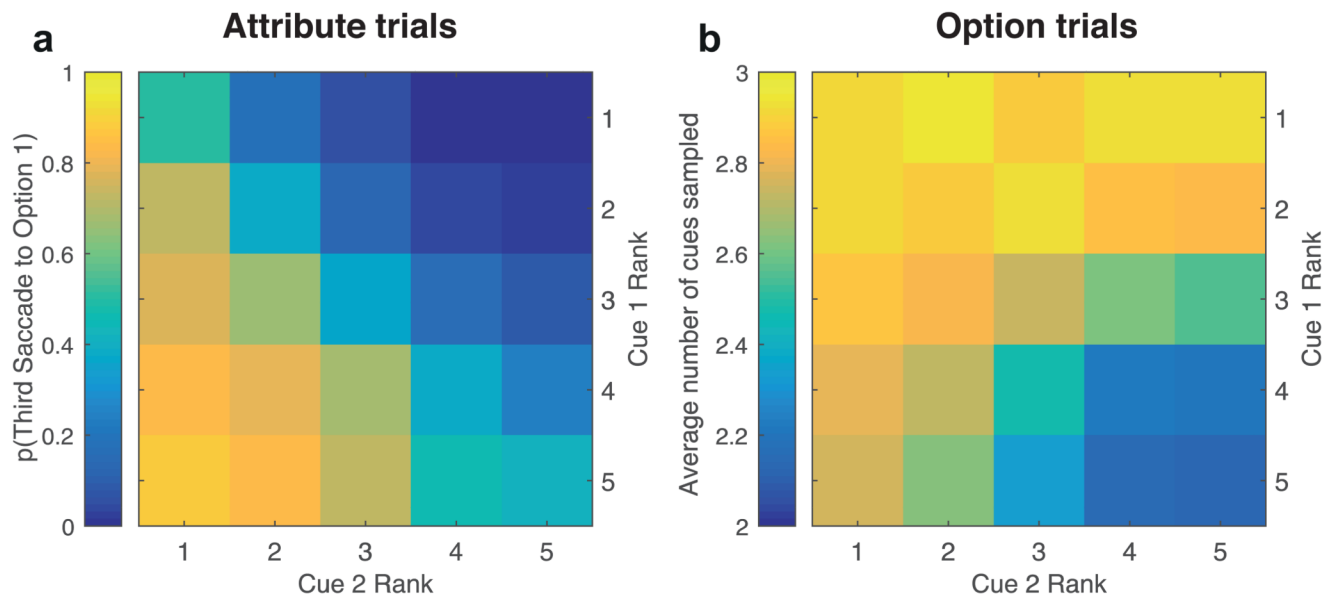 a
Attribute trials
p(Third Saccade to Option 1)
1
0.8
0.6
0.4
0.2
0
1
2
3
4
5
Cue 1 Rank
1 2 3 4 5
Cue 2 Rank
b
Option trials
Average number of cues sampled
3
2.8
2.6
2.4
2.2
2
1
2
3
4
5
Cue 1 Rank
1 2 3 4 5
Cue 2 Rank